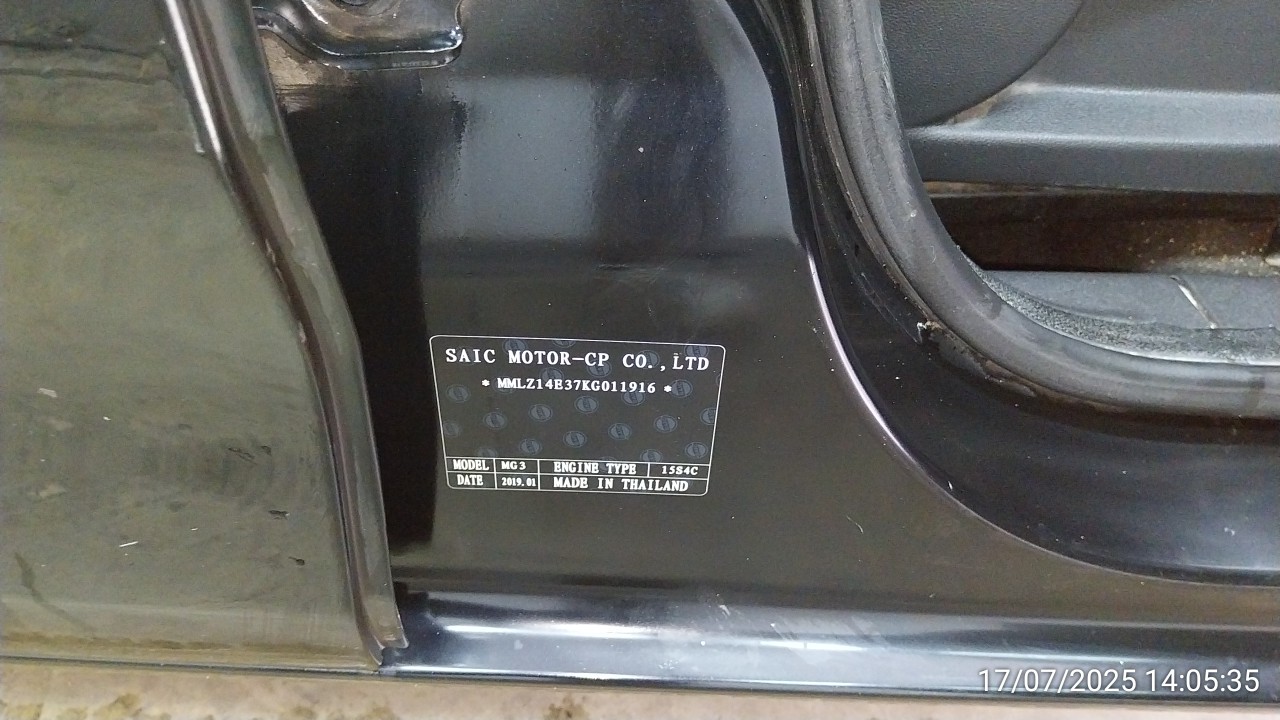 SAIC MOTOR-CP CO.,LTD
* MMLZ14E37KG011916 *
MODEL MG3 ENGINE TYPE 15S4C
DATE 2019.01 MADE IN THAILAND
17/07/2025 14:05:35